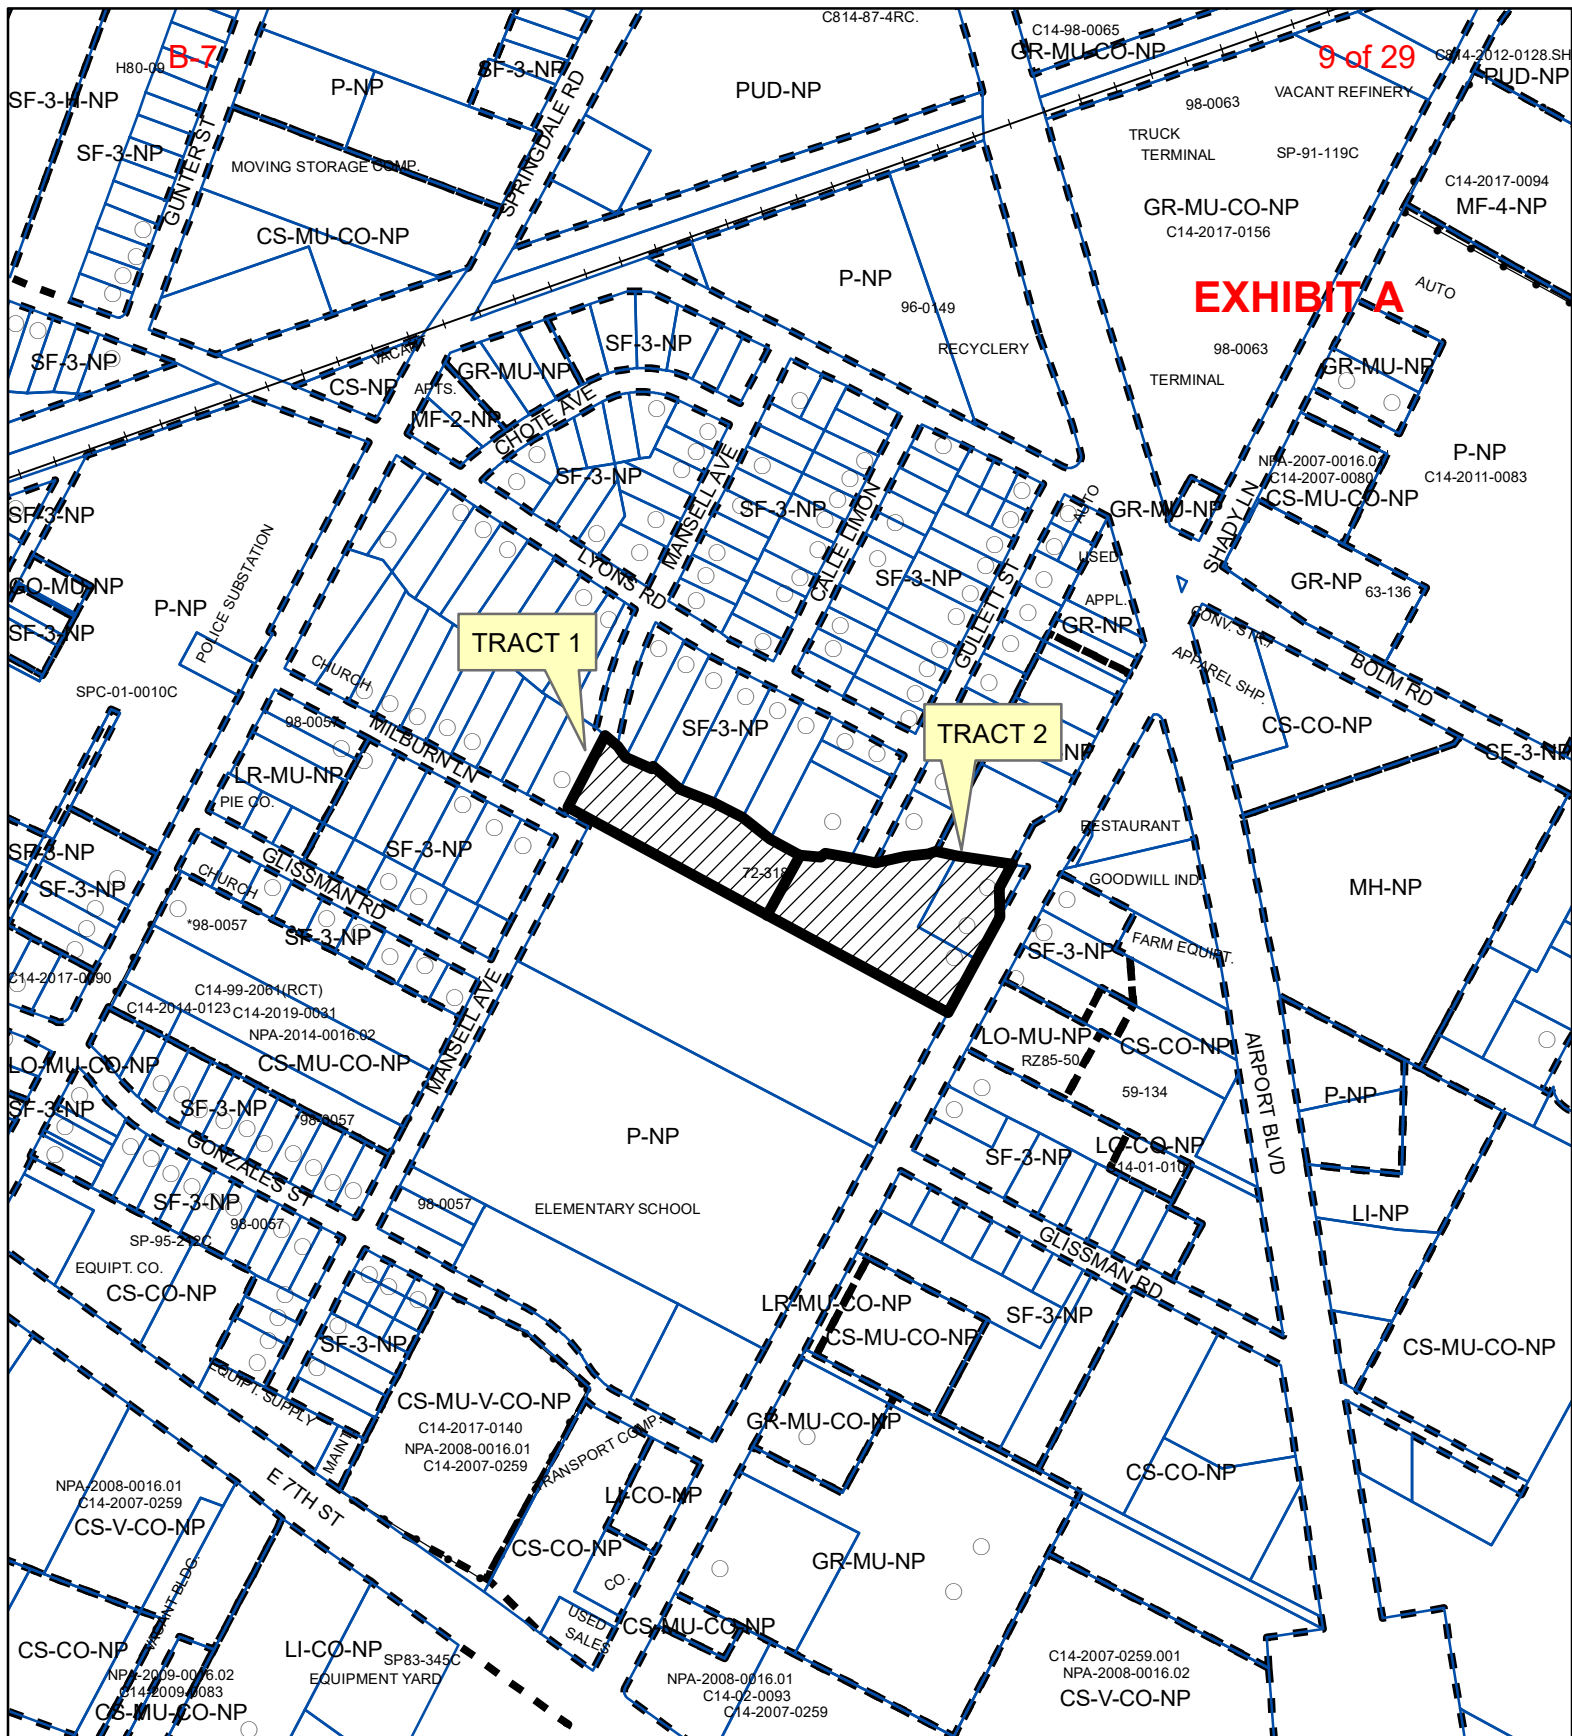 C814-87-4RC.
C14-98-0065
GR-MU-CO-NP
B-7
9 of 29
C814-2012-0128.SH
PUD-NP
H80-09
SF-3-NP
P-NP
PUD-NP
VACANT REFINERY
98-0063
SF-3-H-NP
SPRINGDALE RD
TRUCK
TERMINAL
SP-91-119C
SF-3-NP
GUNTER ST
MOVING STORAGE COMP.
C14-2017-0094
MF-4-NP
GR-MU-CO-NP
C14-2017-0156
CS-MU-CO-NP
P-NP
96-0149
EXHIBIT A
AUTO
RECYCLERY
98-0063
SF-3-NP
VACANT
SF-3-NP
GR-MU-NP
GR-MU-NP
TERMINAL
CS-NP
APTS.
MF-2-NP
CHOTE AVE
SF-3-NP
MANSELL AVE
SF-3-NP
CALLE LIMON
NPA-2007-0016.01
C14-2007-0080
CS-MU-CO-NP
P-NP
C14-2011-0083
SF-3-NP
AUTO
GR-MU-NP
SHADY LN
USED
LYONS RD
SF-3-NP
GULLETT ST
APPL.
GR-NP
GR-NP
63-136
GO-MU-NP
P-NP
POLICE SUBSTATION
SF-3-NP
TRACT 1
CONV. STR./
APPAREL SHP.
BOLM RD
SPC-01-0010C
CHURCH
98-0057
MILBURN LN
SF-3-NP
TRACT 2
NP
CS-CO-NP
SF-3-NP
LR-MU-NP
PIE CO.
RESTAURANT
SF-3-NP
SF-3-NP
GLISSMAN RD
CHURCH
SF-3-NP
72-318
GOODWILL IND.
MH-NP
*98-0057
SF-3-NP
SF-3-NP
FARM EQUIPT.
C14-2017-0090
C14-99-2061(RCT)
C14-2014-0123
C14-2019-0031
NPA-2014-0016.02
CS-MU-CO-NP
MANSELL AVE
LO-MU-NP
RZ85-50
CS-CO-NP
AIRPORT BLVD
LO-MU-CO-NP
59-134
P-NP
SF-3-NP
SF-3-NP
*98-0057
P-NP
LO-CO-NP
C14-01-010
SF-3-NP
GONZALES ST
SF-3-NP
98-0057
98-0057
ELEMENTARY SCHOOL
LI-NP
SP-95-212C
EQUIPT. CO.
CS-CO-NP
GLISSMAN RD
LR-MU-CO-NP
SF-3-NP
CS-MU-CO-NP
SF-3-NP
CS-MU-CO-NP
EQUIPT. SUPPLY
CS-MU-V-CO-NP
C14-2017-0140
NPA-2008-0016.01
C14-2007-0259
GR-MU-CO-NP
MAINT.
TRANSPORT COMP.
CS-CO-NP
NPA-2008-0016.01
C14-2007-0259
CS-V-CO-NP
E 7TH ST
LI-CO-NP
CS-CO-NP
GR-MU-NP
VACANT BLDG.
CO.
USED
SALES
CS-MU-CO-NP
CS-CO-NP
LI-CO-NP
SP83-345C
EQUIPMENT YARD
NPA-2009-0016.02
C14-2009-0083
CS-MU-CO-NP
NPA-2008-0016.01
C14-02-0093
C14-2007-0259
C14-2007-0259.001
NPA-2008-0016.02
CS-V-CO-NP